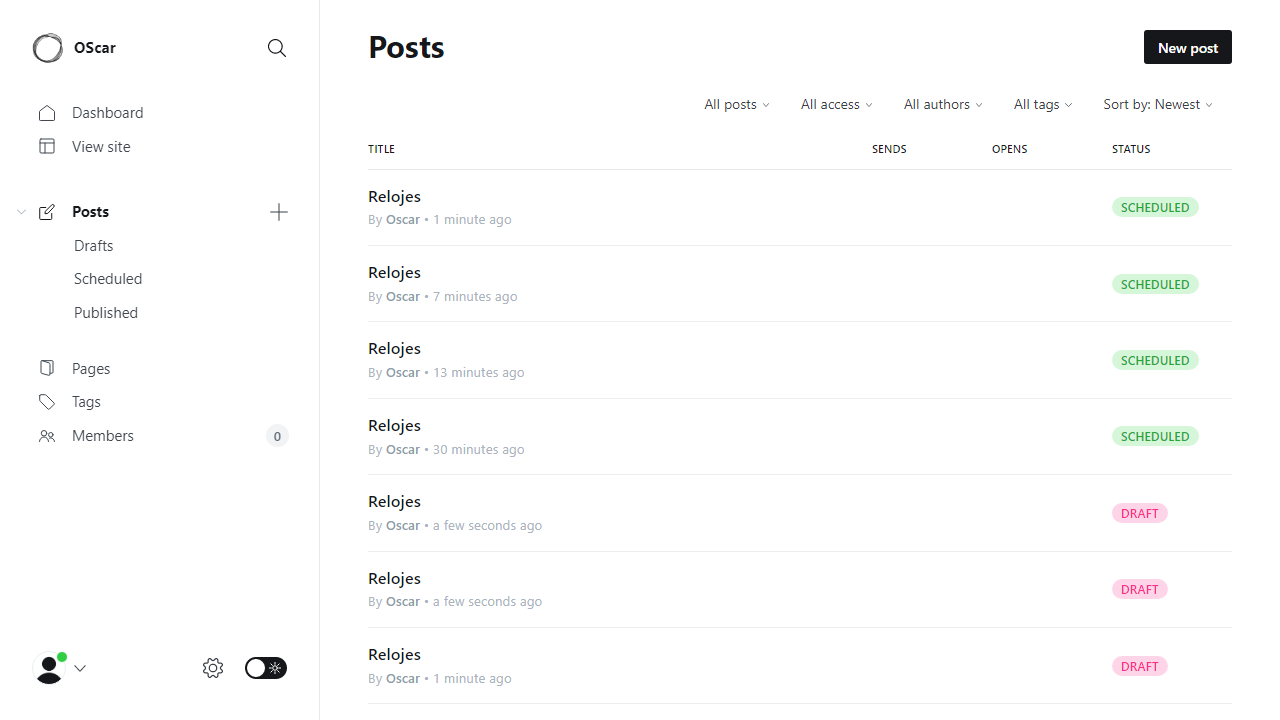 OScar
Dashboard
View site
Posts
Drafts
Scheduled
Published
Pages
Tags
Members 0
Posts
New post
All posts All access All authors All tags Sort by: Newest
TITLE SENDS OPENS STATUS
Relojes
By Oscar • 1 minute ago
SCHEDULED
Relojes
By Oscar • 7 minutes ago
SCHEDULED
Relojes
By Oscar • 13 minutes ago
SCHEDULED
Relojes
By Oscar • 30 minutes ago
SCHEDULED
Relojes
By Oscar • a few seconds ago
DRAFT
Relojes
By Oscar • a few seconds ago
DRAFT
Relojes
By Oscar • 1 minute ago
DRAFT